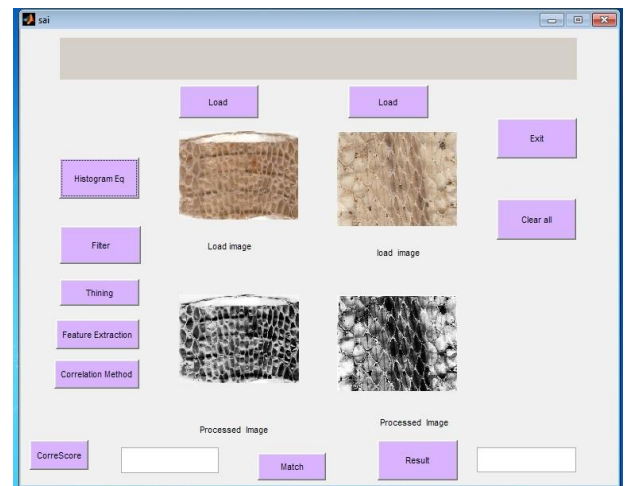 sai
Load
Load
Exit
Histogram Eq
Clear all
Filter
Load image
load image
Thining
Feature Extraction
Correlation Method
Processed Image
Processed Image
CorreScore
Match
Result